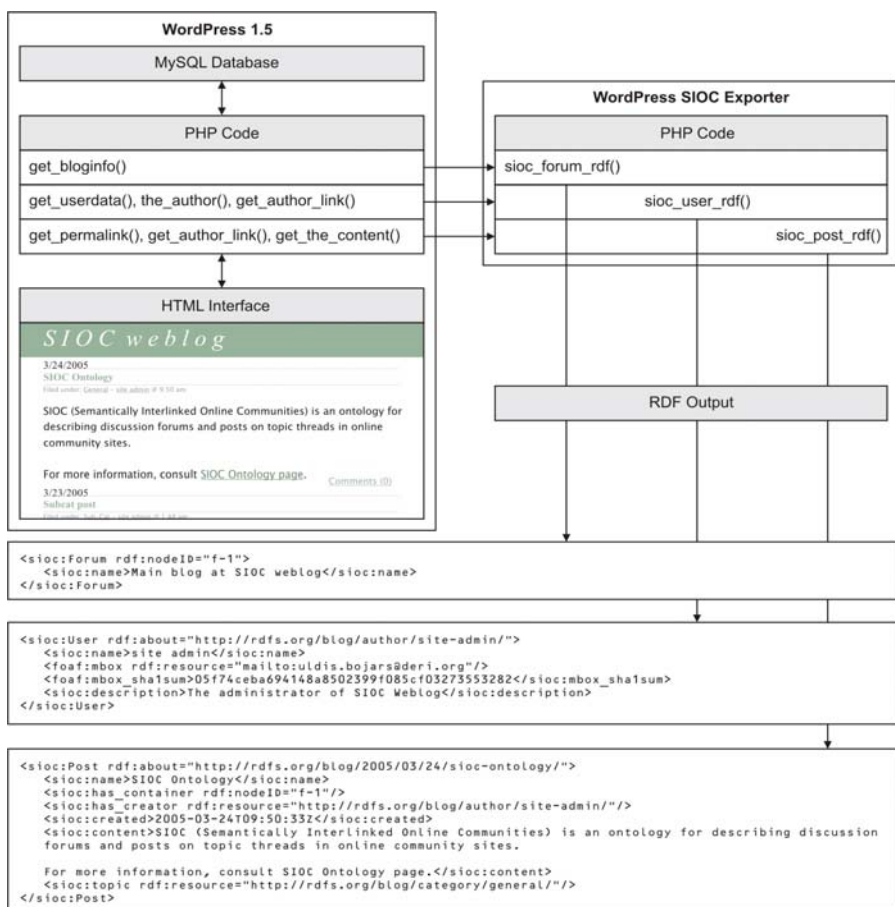 WordPress 1.5
MySQL Database
PHP Code
get_bloginfo()
get_userdata(), the_author(), get_author_link()
get_permalink(), get_author_link(), get_the_content()
WordPress SIOC Exporter
PHP Code
sioc_forum_rdf()
sioc_user_rdf()
sioc_post_rdf()
HTML Interface
SIOC weblog
3/24/2005
SIOC Ontology
Filed under: General - site admin @ 9:50 am
SIOC (Semantically Interlinked Online Communities) is an ontology for
describing discussion forums and posts on topic threads in online
community sites.
For more information, consult SIOC Ontology page.
Comments (0)
3/23/2005
Subcat post
RDF Output
<sioc:Forum rdf:nodeID="f-1">
<sioc:name>Main blog at SIOC weblog</sioc:name>
</sioc:Forum>
<sioc:User rdf:about="http://rdfs.org/blog/author/site-admin/">
<sioc:name>site admin</sioc:name>
<foaf:mbox rdf:resource="mailto:uldis.bojars@deri.org"/>
<foaf:mbox_sha1sum>05f74ceba694148a8502399f085cf03273553282</sioc:mbox_sha1sum>
<sioc:description>The administrator of SIOC Weblog</sioc:description>
</sioc:User>
<sioc:Post rdf:about="http://rdfs.org/blog/2005/03/24/sioc-ontology/">
<sioc:name>SIOC Ontology</sioc:name>
<sioc:has_container rdf:nodeID="f-1"/>
<sioc:has_creator rdf:resource="http://rdfs.org/blog/author/site-admin/"/>
<sioc:created>2005-03-24T09:50:33Z</sioc:created>
<sioc:content>SIOC (Semantically Interlinked Online Communities) is an ontology for describing discussion
forums and posts on topic threads in online community sites.
For more information, consult SIOC Ontology page.</sioc:content>
<sioc:topic rdf:resource="http://rdfs.org/blog/category/general/"/>
</sioc:Post>